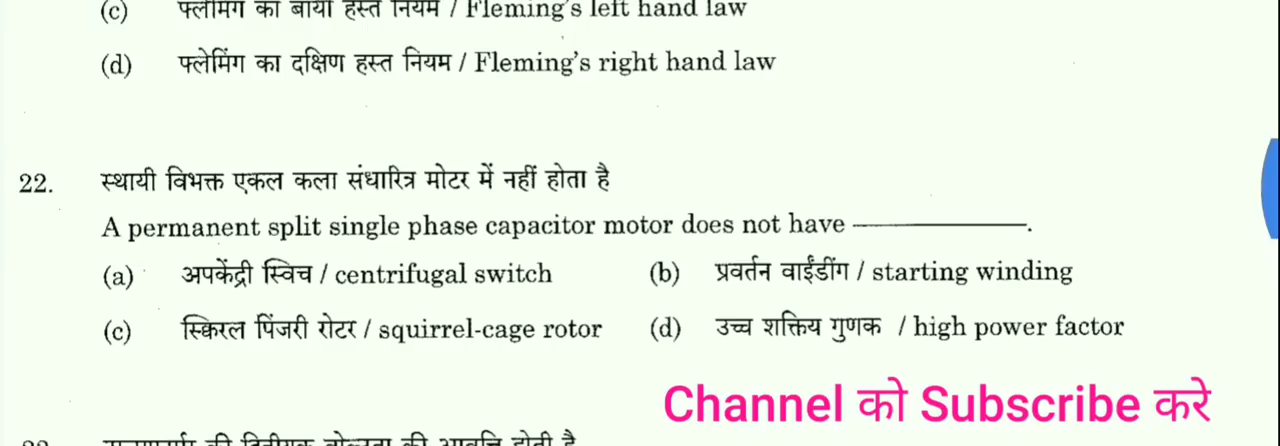 (c) फ्लेमिंग का बायाँ हस्त नियम / Fleming's left hand law
(d) फ्लेमिंग का दक्षिण हस्त नियम / Fleming's right hand law
22. स्थायी विभक्त एकल कला संधारित्र मोटर में नहीं होता है
A permanent split single phase capacitor motor does not have ———.
(a) अपकेंद्री स्विच / centrifugal switch (b) प्रवर्तन वाईंडींग / starting winding
(c) स्क्विरल पिंजरी रोटर / squirrel-cage rotor (d) उच्च शक्तिय गुणक / high power factor
Channel को Subscribe करे
की आवृत्ति होती है